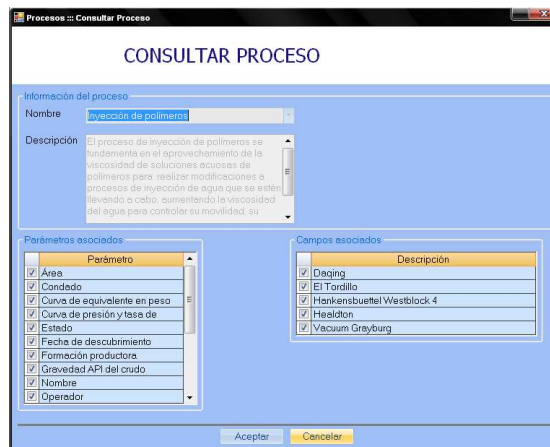 Procesos ::: Consultar Proceso
CONSULTAR PROCESO
Información del proceso
Nombre
Inyección de polímeros
Descripción
El proceso de inyección de polímeros se
fundamenta en el aprovechamiento de la
viscosidad de soluciones acuosas de
polímeros para realizar modificaciones a
procesos de inyección de agua que se estén
llevando a cabo, aumentando la viscosidad
del agua para controlar su movilidad, su
Parámetros asociados
Parámetro
Área
Condado
Curva de equivalente en peso
Curva de presión y tasa de
Estado
Fecha de descubrimiento
Formación productora
Gravedad API del crudo
Nombre
Operador
Campos asociados
Descripción
Daqing
El Tordillo
Hankensbuettel Westblock 4
Healdton
Vacuum Grayburg
Aceptar
Cancelar